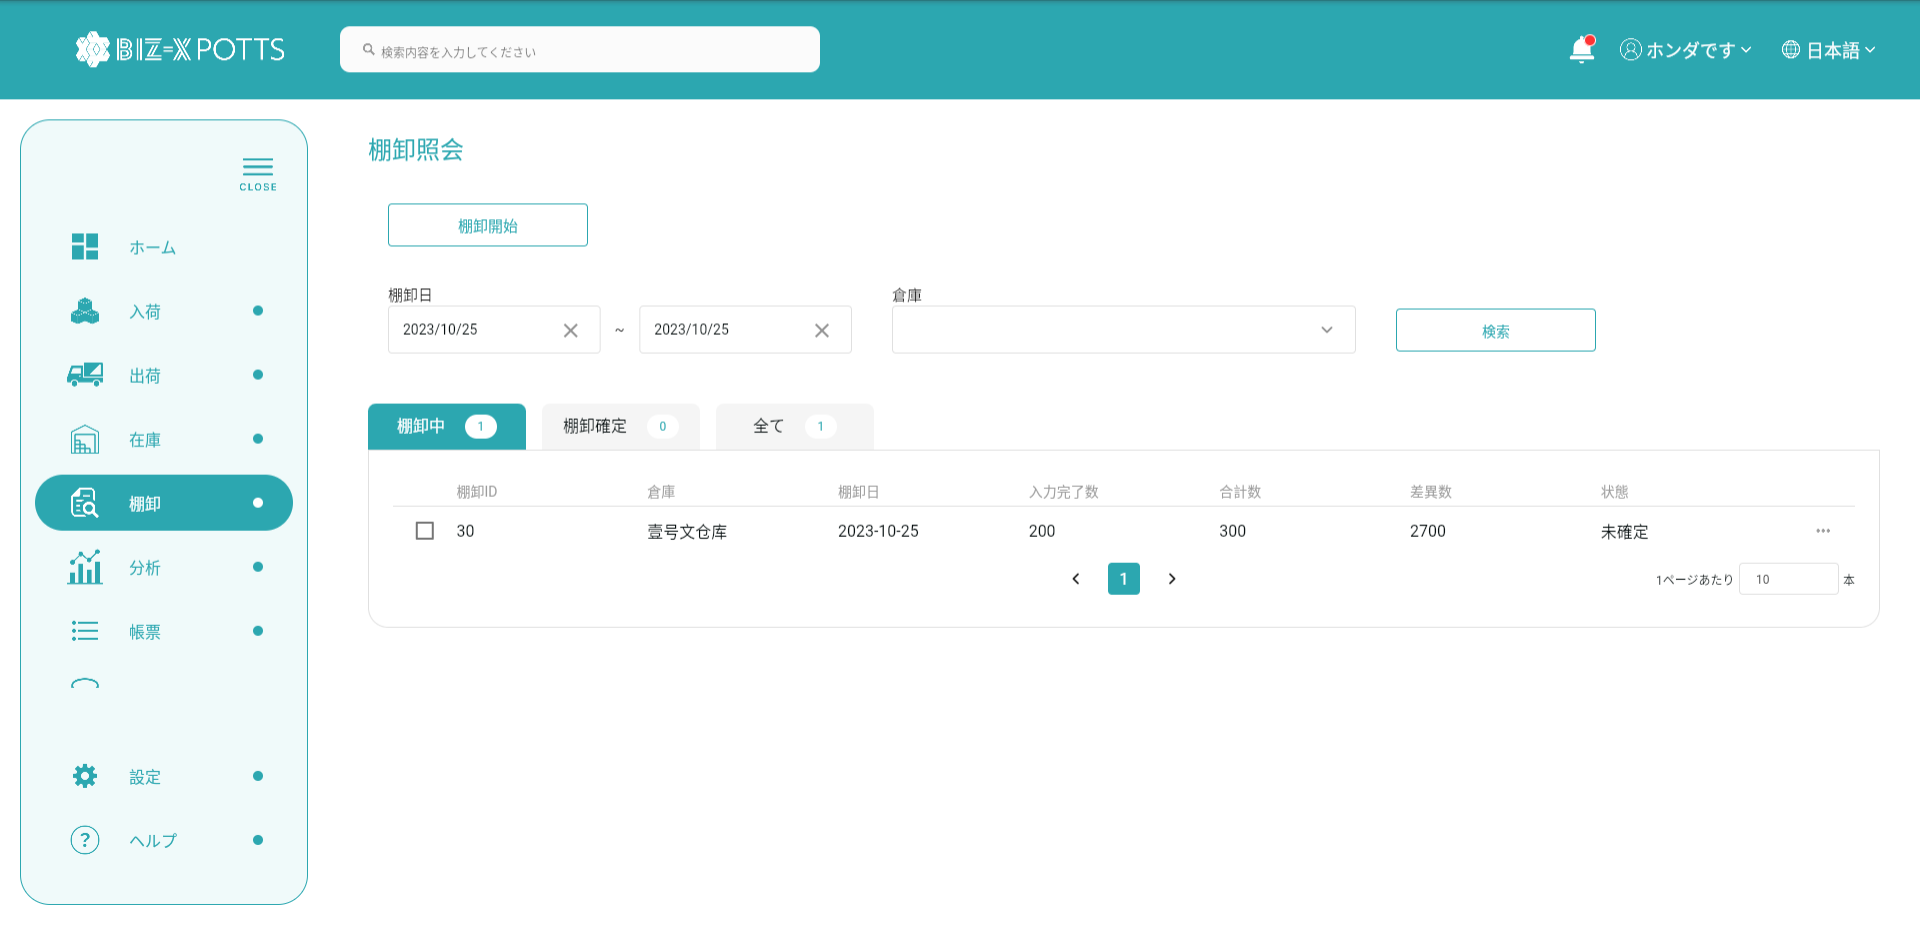 BIZ=X POTTS
検索内容を入力してください
ホンダです
日本語
CLOSE
ホーム
入荷
出荷
在庫
棚卸
分析
帳票
設定
? ヘルプ
棚卸照会
棚卸開始
棚卸日
倉庫
2023/10/25 ~ 2023/10/25
検索
棚卸中 1 棚卸確定 0 全て 1
棚卸ID 倉庫 棚卸日 入力完了数 合計数 差異数 状態
30 壹号文仓库 2023-10-25 200 300 2700 未確定 ...
< 1 >
1ページあたり 10 本